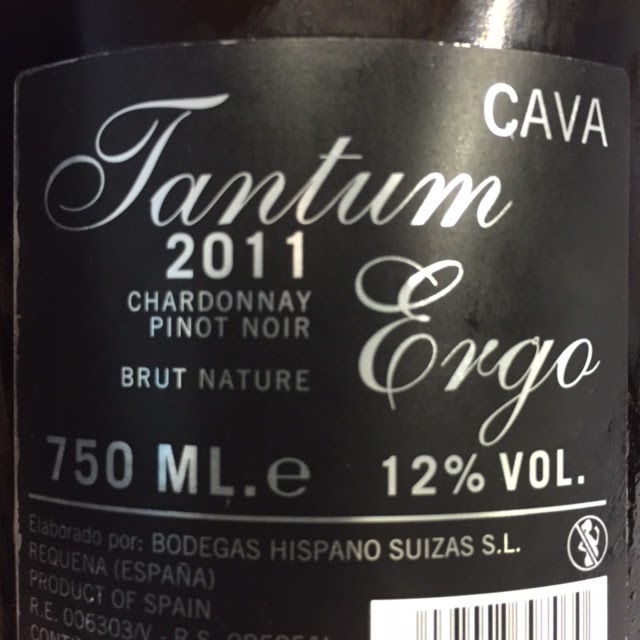 CAVA
Tantum
2011
CHARDONNAY
PINOT NOIR
Ergo
BRUT NATURE
750 ML.e
12% VOL.
Elaborado por: BODEGAS HISPANO SUIZAS S.L.
REQUENA (ESPAÑA)
PRODUCT OF SPAIN
R.E. 006303/V - R.S.